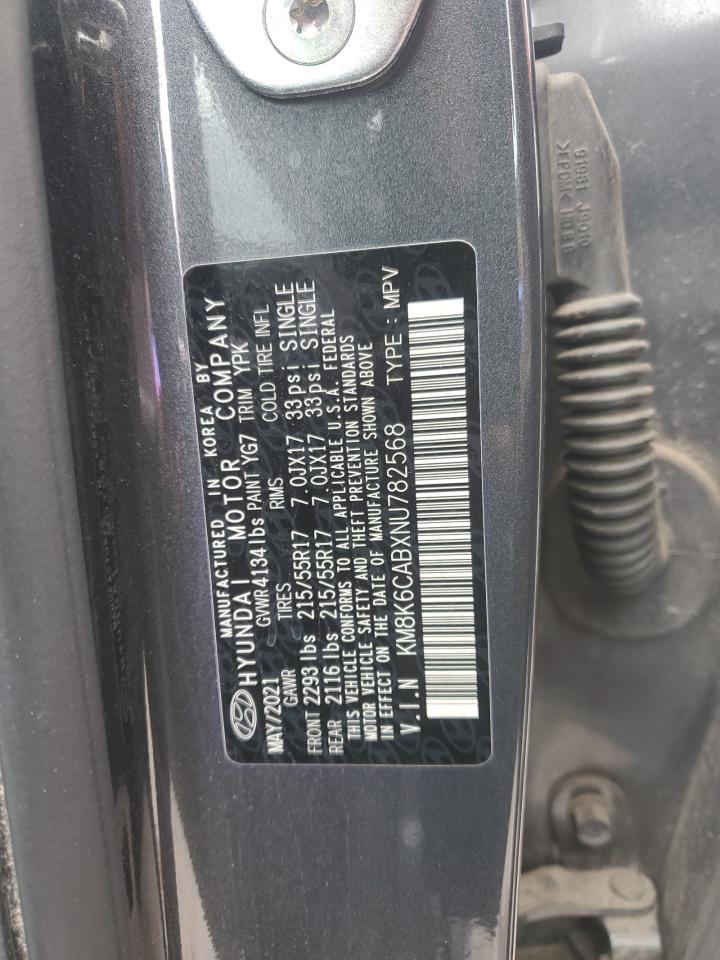 MANUFACTURED IN KOREA BY
HYUNDAI MOTOR COMPANY
MAY/2021 GVWR 4134 lbs PAINT YG7 TRIM YPK
GAWR TIRES RIMS COLD TIRE INFL
FRONT 2293 lbs 215/55R17 7.0JX17 33psi SINGLE
REAR 2116 lbs 215/55R17 7.0JX17 33psi SINGLE
THIS VEHICLE CONFORMS TO ALL APPLICABLE U.S.A. FEDERAL
MOTOR VEHICLE SAFETY AND THEFT PREVENTION STANDARDS
IN EFFECT ON THE DATE OF MANUFACTURE SHOWN ABOVE
V.I.N KM8K6CABXNU782568 TYPE : MPV
>EPDM<